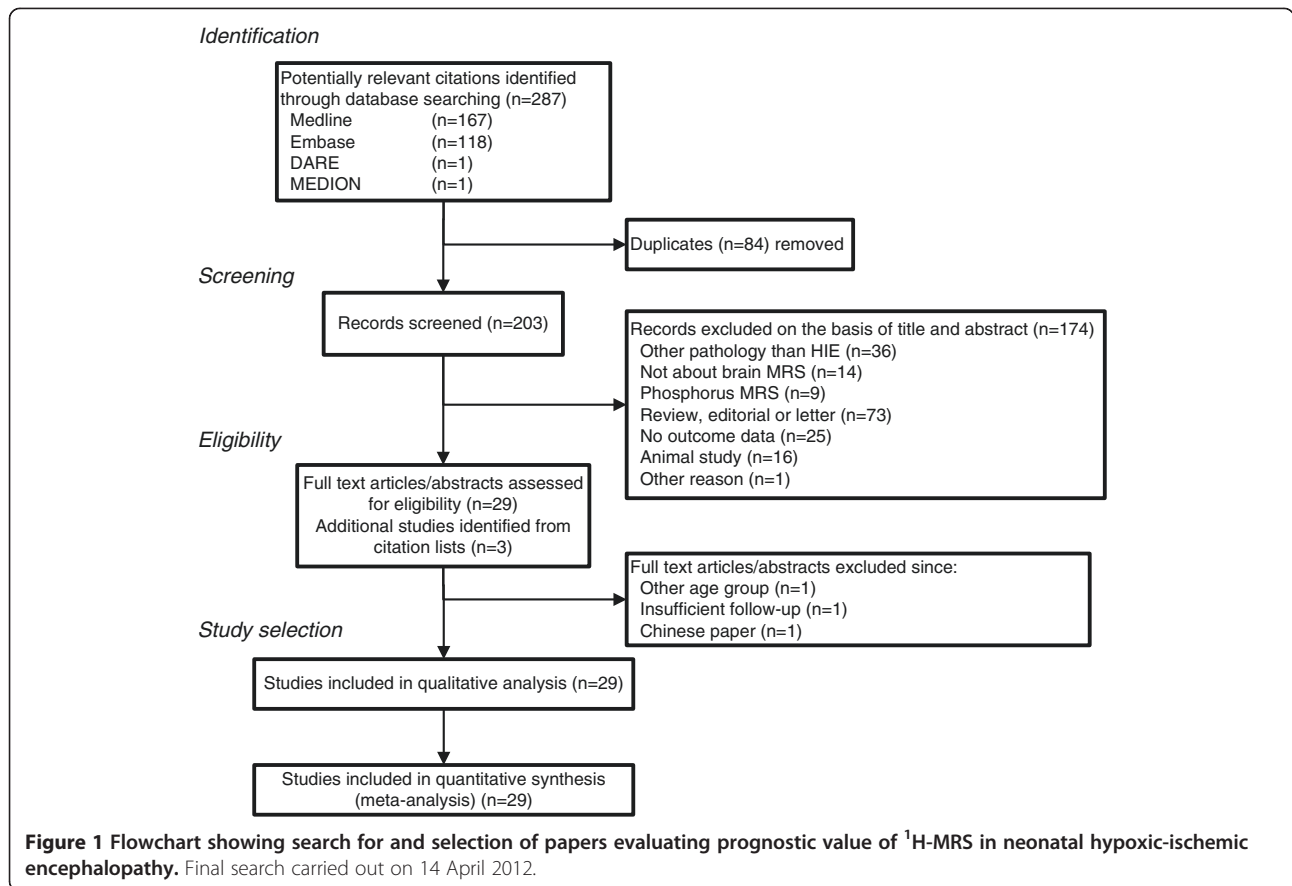 Identification
Potentially relevant citations identified
through database searching (n=287)
Medline (n=167)
Embase (n=118)
DARE (n=1)
MEDION (n=1)
Duplicates (n=84) removed
Screening
Records screened (n=203)
Records excluded on the basis of title and abstract (n=174)
Other pathology than HIE (n=36)
Not about brain MRS (n=14)
Phosphorus MRS (n=9)
Review, editorial or letter (n=73)
No outcome data (n=25)
Animal study (n=16)
Other reason (n=1)
Eligibility
Full text articles/abstracts assessed
for eligibility (n=29)
Additional studies identified from
citation lists (n=3)
Full text articles/abstracts excluded since:
Other age group (n=1)
Insufficient follow-up (n=1)
Chinese paper (n=1)
Study selection
Studies included in qualitative analysis (n=29)
Studies included in quantitative synthesis
(meta-analysis) (n=29)
Figure 1 Flowchart showing search for and selection of papers evaluating prognostic value of ¹H-MRS in neonatal hypoxic-ischemic
encephalopathy. Final search carried out on 14 April 2012.